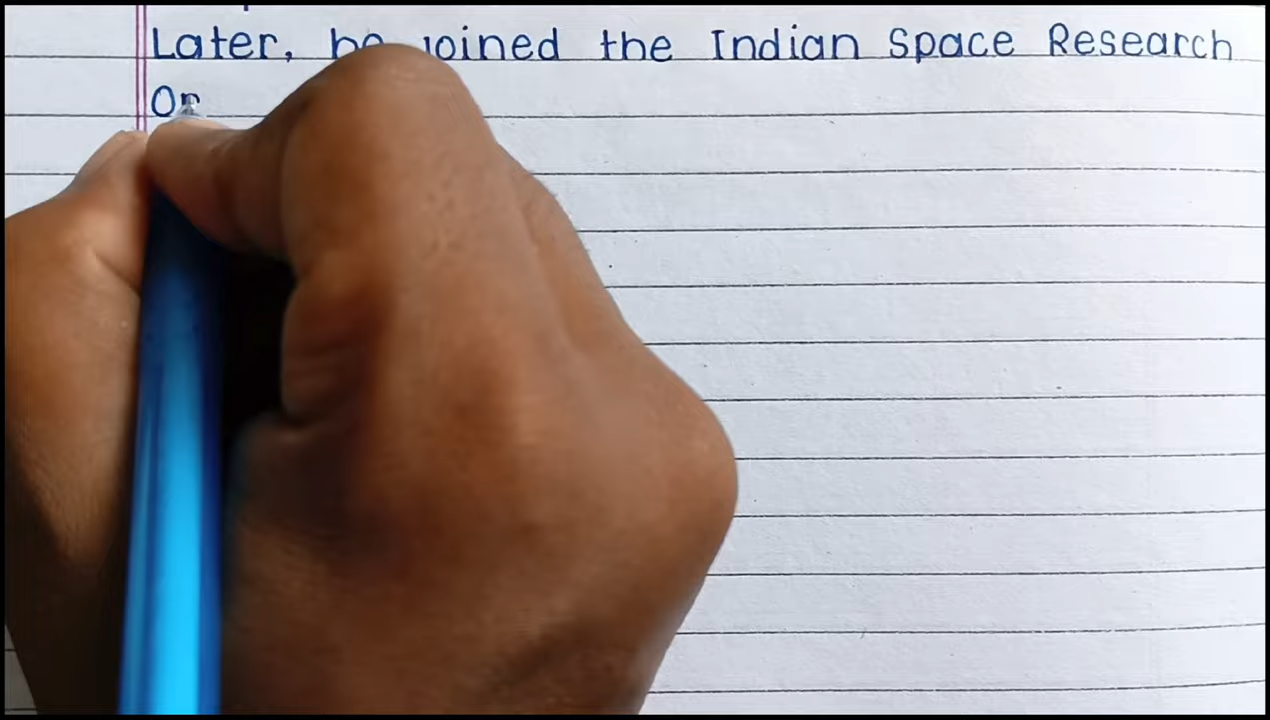 Later, he joined the Indian Space Research
Or